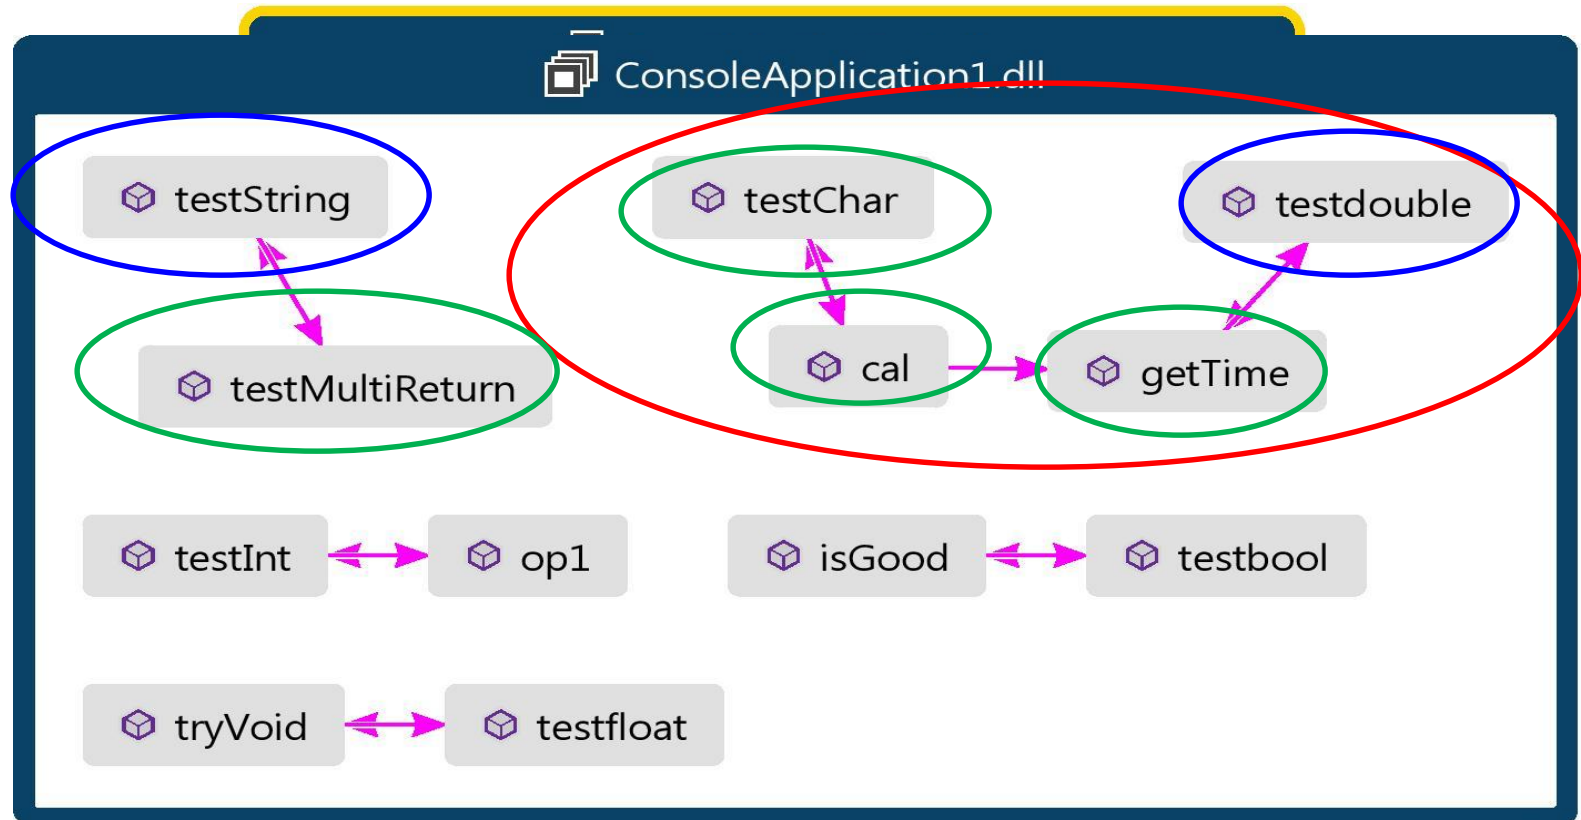 ConsoleApplication1.dll
testString
testChar
testdouble
testMultiReturn
cal
getTime
testInt
op1
isGood
testbool
tryVoid
testfloat